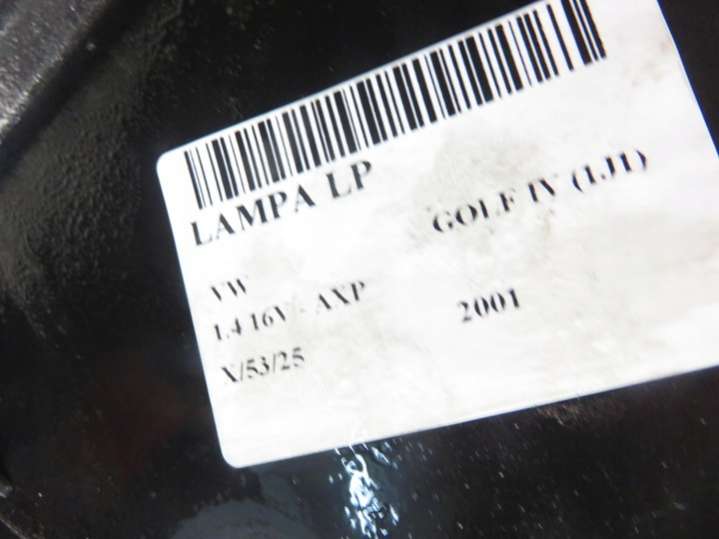 LAMPA LP
GOLF IV (1J1)
VW
1.4 16V - AXP
2001
X/53/25